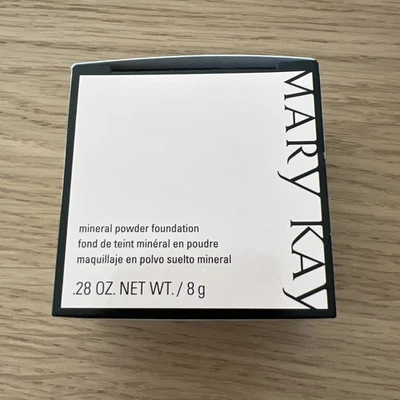 MARY KAY
mineral powder foundation
fond de teint minéral en poudre
maquillaje en polvo suelto mineral
.28 OZ. NET WT. / 8 g